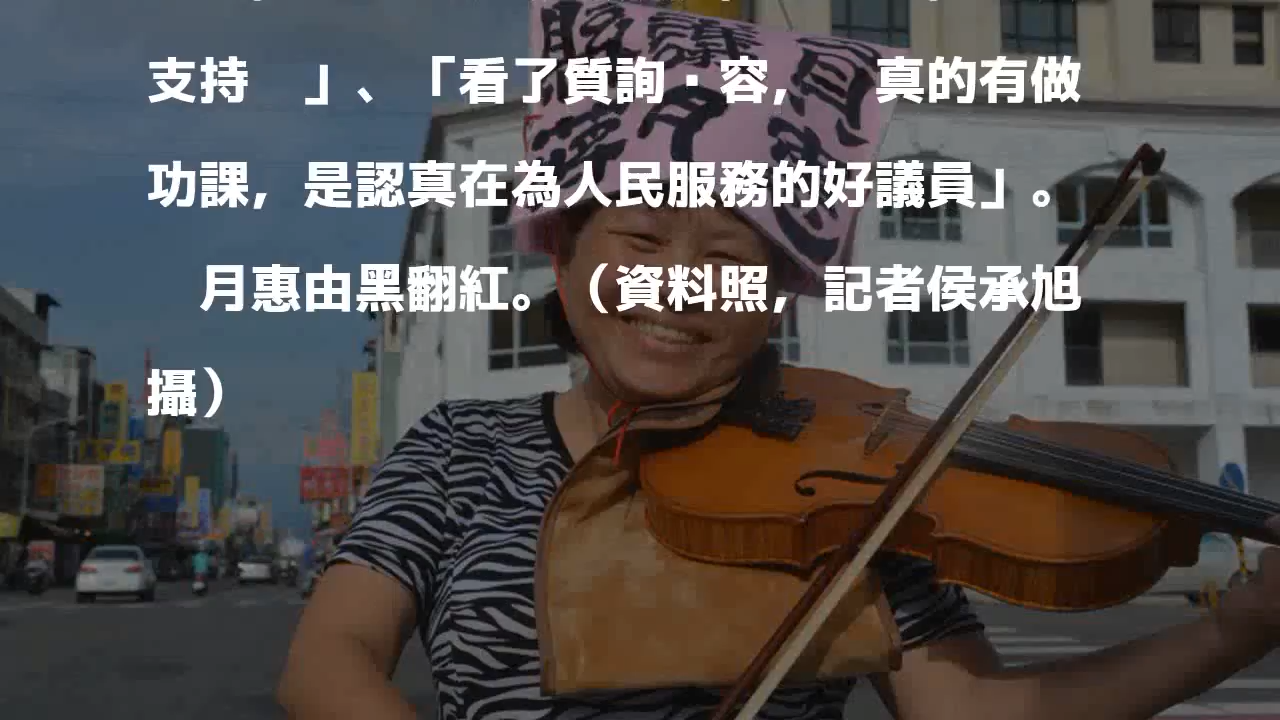 支持　」、「看了質詢·容，　真的有做
功課，是認真在為人民服務的好議員」。
　月惠由黑翻紅。（資料照，記者侯承旭
攝）
議員